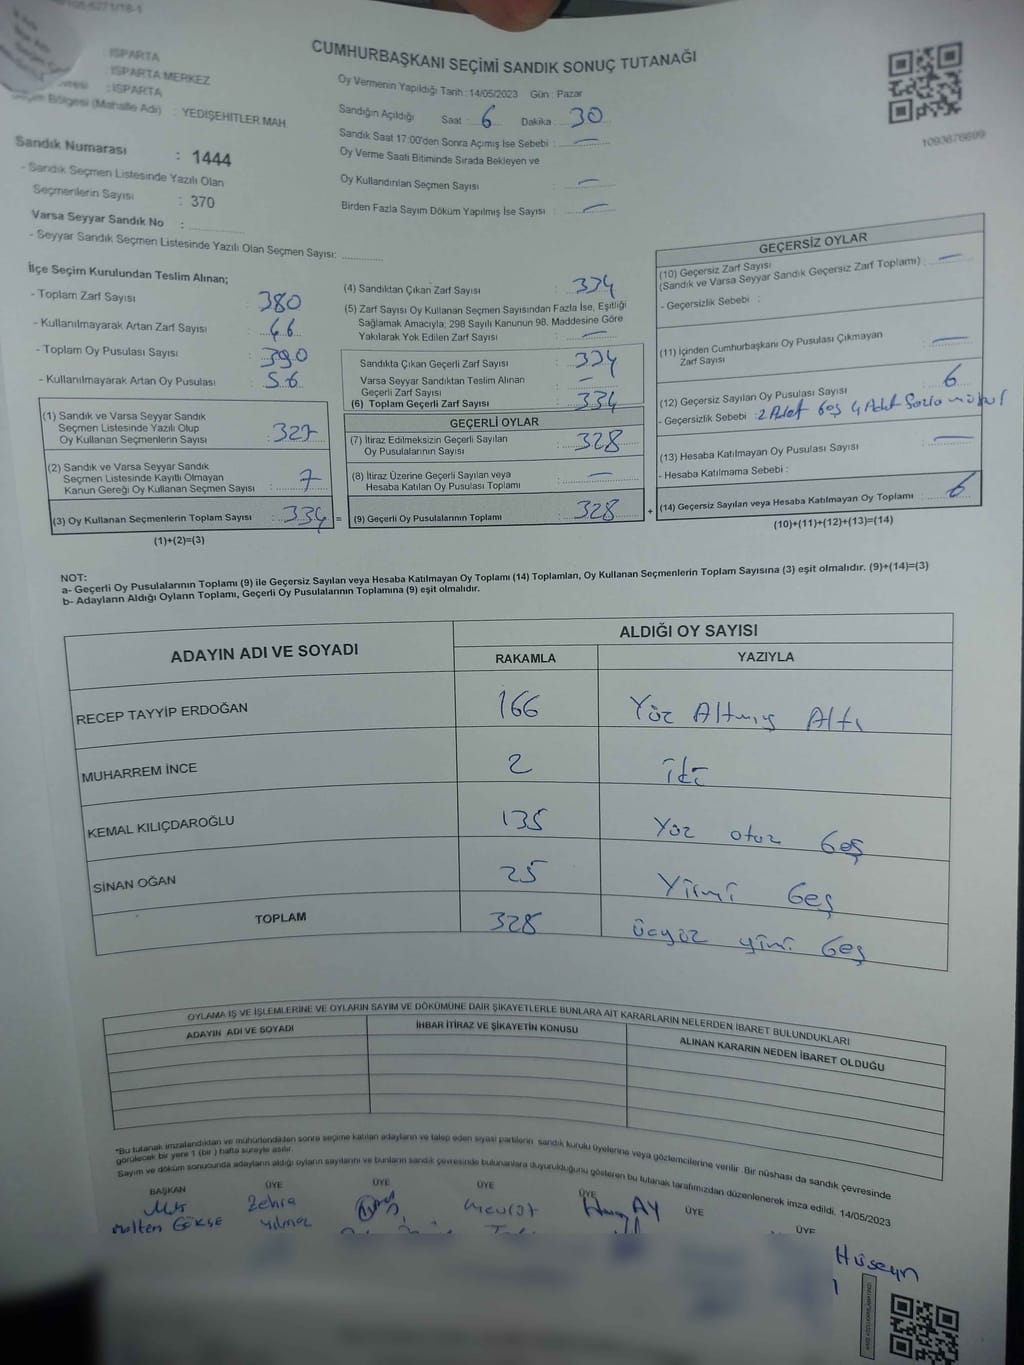 CUMHURBAŞKANI SEÇİMİ SANDIK SONUÇ TUTANAĞI
: ISPARTA
: ISPARTA MERKEZ
: ISPARTA
Bölgesi (Mahalle Adı) : YEDİŞEHİTLER MAH
Sandık Numarası : 1444
- Sandık Seçmen Listesinde Yazılı Olan
Seçmenlerin Sayısı : 370
Varsa Seyyar Sandık No :
- Seyyar Sandık Seçmen Listesinde Yazılı Olan Seçmen Sayısı:
Oy Vermenin Yapıldığı Tarih : 14/05/2023 Gün : Pazar
Sandığın Açıldığı Saat : 6 Dakika : 30
Sandık Saat 17:00'den Sonra Açımış İse Sebebi : —
Oy Verme Saati Bitiminde Sırada Bekleyen ve
Oy Kullandırılan Seçmen Sayısı : —
Birden Fazla Sayım Döküm Yapılmış İse Sayısı : —
1093676699
İlçe Seçim Kurulundan Teslim Alınan;
- Toplam Zarf Sayısı : 380
- Kullanılmayarak Artan Zarf Sayısı : 46
- Toplam Oy Pusulası Sayısı : 390
- Kullanılmayarak Artan Oy Pusulası : 56
(1) Sandık ve Varsa Seyyar Sandık
Seçmen Listesinde Yazılı Olup
Oy Kullanan Seçmenlerin Sayısı : 327
(2) Sandık ve Varsa Seyyar Sandık
Seçmen Listesinde Kayıtlı Olmayan
Kanun Gereği Oy Kullanan Seçmen Sayısı : 7
(3) Oy Kullanan Seçmenlerin Toplam Sayısı : 334 =
(1)+(2)=(3)
(4) Sandıktan Çıkan Zarf Sayısı : 334
(5) Zarf Sayısı Oy Kullanan Seçmen Sayısından Fazla İse, Eşitliği
Sağlamak Amacıyla; 298 Sayılı Kanunun 98. Maddesine Göre
Yakılarak Yok Edilen Zarf Sayısı : —
Sandıkta Çıkan Geçerli Zarf Sayısı : 334
Varsa Seyyar Sandıktan Teslim Alınan
Geçerli Zarf Sayısı : —
(6) Toplam Geçerli Zarf Sayısı : 334
GEÇERLİ OYLAR
(7) İtiraz Edilmeksizin Geçerli Sayılan
Oy Pusulalarının Sayısı : 328
(8) İtiraz Üzerine Geçerli Sayılan veya
Hesaba Katılan Oy Pusulası Toplamı : —
(9) Geçerli Oy Pusulalarının Toplamı : 328 +
GEÇERSİZ OYLAR
(10) Geçersiz Zarf Sayısı
(Sandık ve Varsa Seyyar Sandık Geçersiz Zarf Toplamı) : —
- Geçersizlik Sebebi :
(11) İçinden Cumhurbaşkanı Oy Pusulası Çıkmayan
Zarf Sayısı : —
(12) Geçersiz Sayılan Oy Pusulası Sayısı : 6
- Geçersizlik Sebebi : 2 Adet Boş 4 Adet
(13) Hesaba Katılmayan Oy Pusulası Sayısı : —
- Hesaba Katılmama Sebebi :
(14) Geçersiz Sayılan veya Hesaba Katılmayan Oy Toplamı : 6
(10)+(11)+(12)+(13)=(14)
NOT:
a- Geçerli Oy Pusulalarının Toplamı (9) ile Geçersiz Sayılan veya Hesaba Katılmayan Oy Toplamı (14) Toplamları, Oy Kullanan Seçmenlerin Toplam Sayısına (3) eşit olmalıdır. (9)+(14)=(3)
b- Adayların Aldığı Oyların Toplamı, Geçerli Oy Pusulalarının Toplamına (9) eşit olmalıdır.
ADAYIN ADI VE SOYADI ALDIĞI OY SAYISI
RAKAMLA YAZIYLA
RECEP TAYYİP ERDOĞAN 166 Yüz Altmış Altı
MUHARREM İNCE 2 İki
KEMAL KILIÇDAROĞLU 135 Yüz otuz beş
SİNAN OĞAN 25 Yirmi beş
TOPLAM 328 üçyüz yirmi beş
OYLAMA İŞ VE İŞLEMLERİNE VE OYLARIN SAYIM VE DÖKÜMÜNE DAİR ŞİKAYETLERLE BUNLARA AİT KARARLARIN NELERDEN İBARET BULUNDUKLARI
ADAYIN ADI VE SOYADI İHBAR İTİRAZ VE ŞİKAYETİN KONUSU ALINAN KARARIN NEDEN İBARET OLDUĞU
*Bu tutanak imzalandıktan ve mühürlendikten sonra seçime katılan adayların ve talep eden siyasi partilerin sandık kurulu üyelerine veya gözlemcilerine verilir. Bir nüshası da sandık çevresinde
görülecek bir yere 1 (bir) hafta süreyle asılır.
Sayım ve döküm sonucunda adayların aldığı oyların sayılarını ve bunların sandık çevresinde bulunanlara duyurulduğunu gösteren bu tutanak tarafımızdan düzenlenerek imza edildi. 14/05/2023
BAŞKAN ÜYE ÜYE ÜYE ÜYE ÜYE ÜYE
Zehra Mevlüt AY
Gökşe Yılmaz
Hüseyin